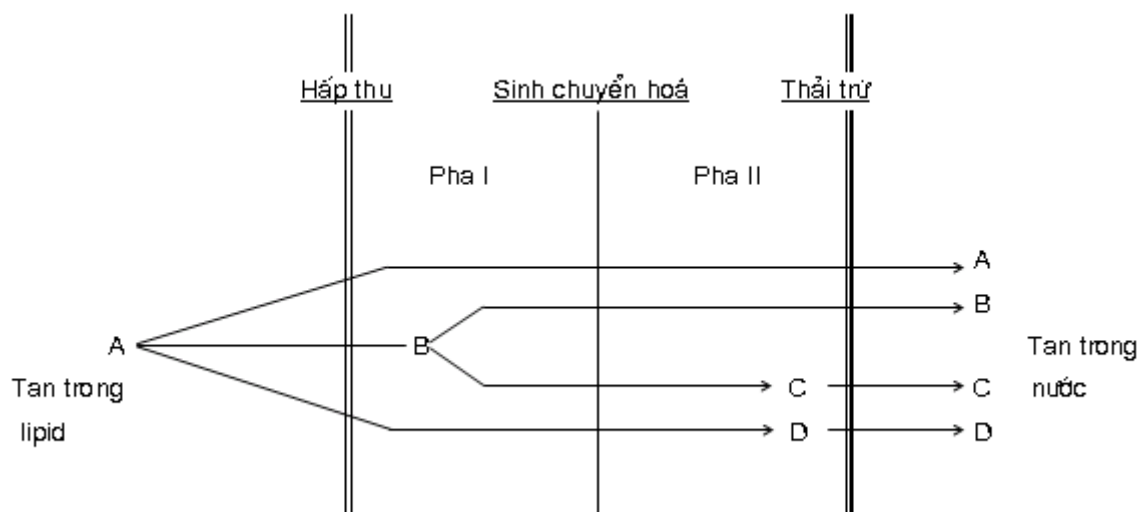 Hấp thu Sinh chuyển hoá Thải trừ
Pha I Pha II
A
B
A B Tan trong
Tan trong C C nước
lipid D D